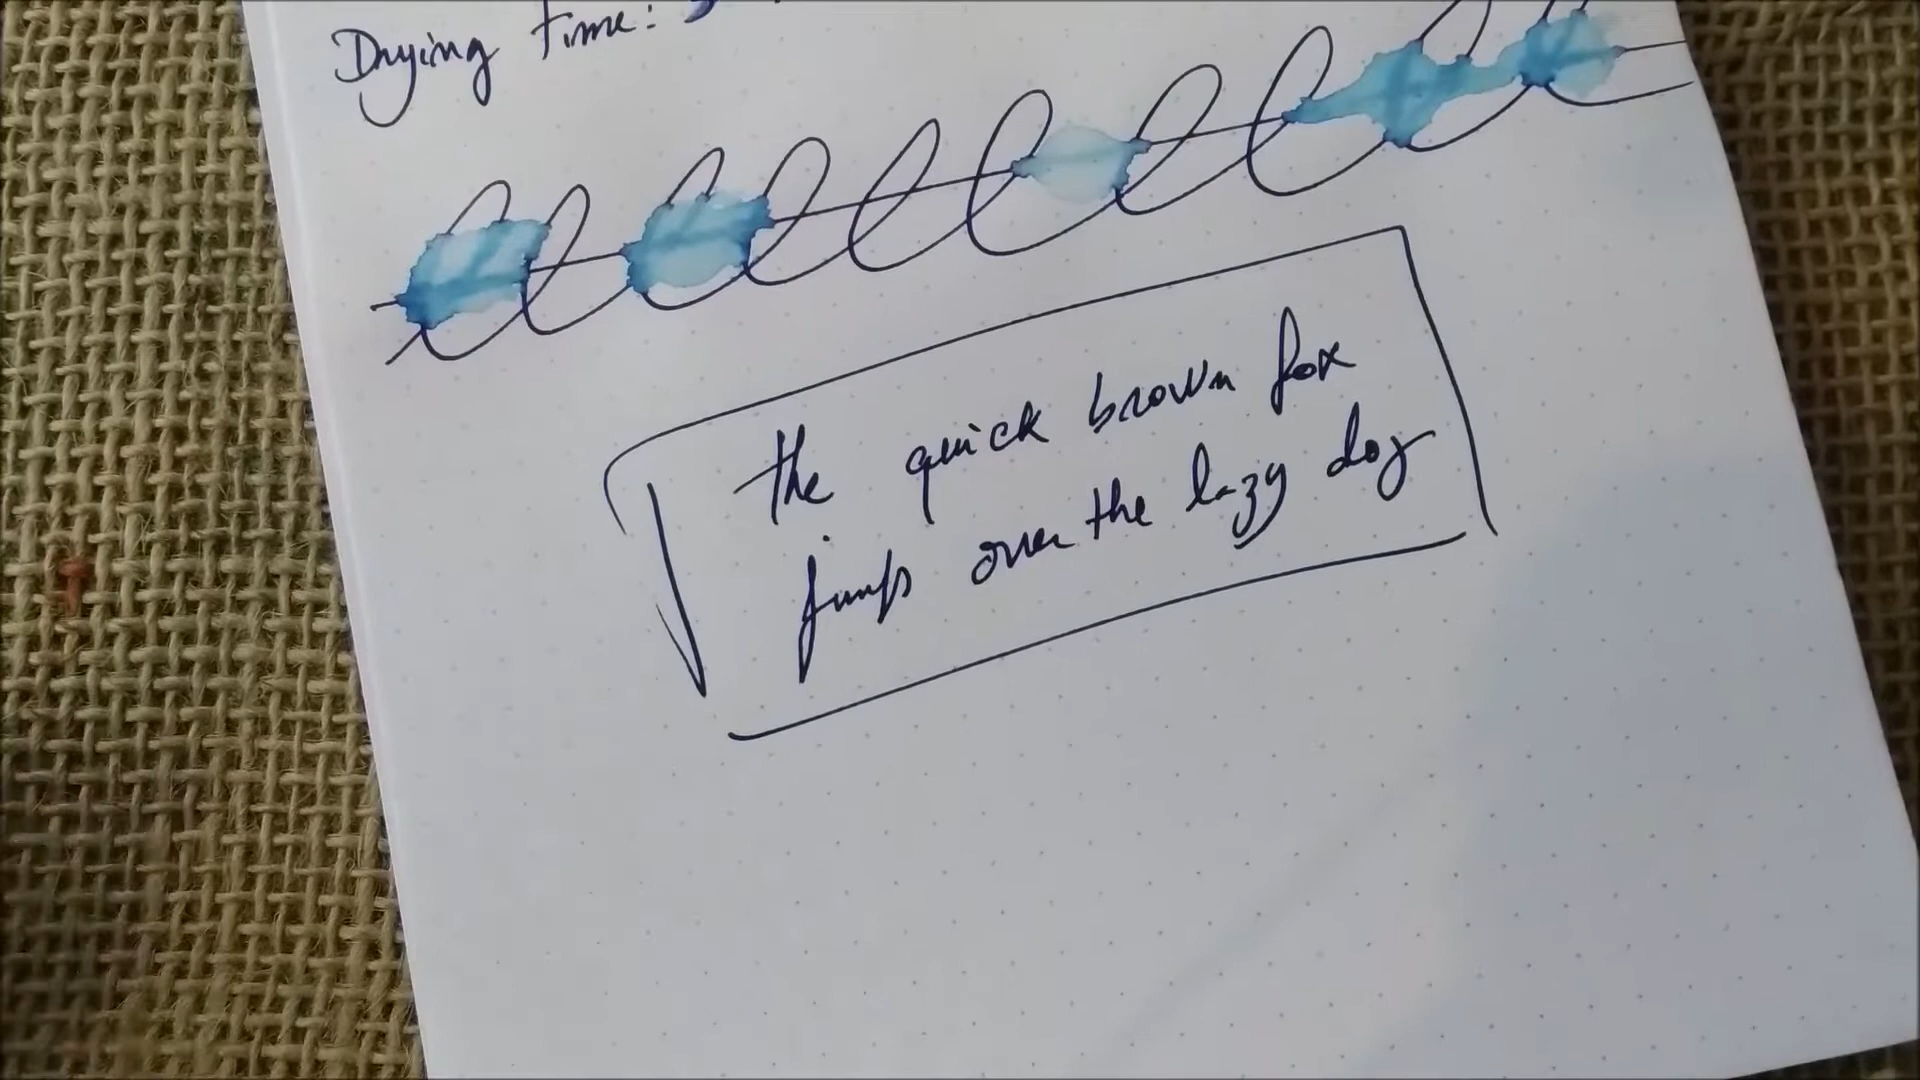 Drying time:
the quick brown fox
jumps over the lazy dog